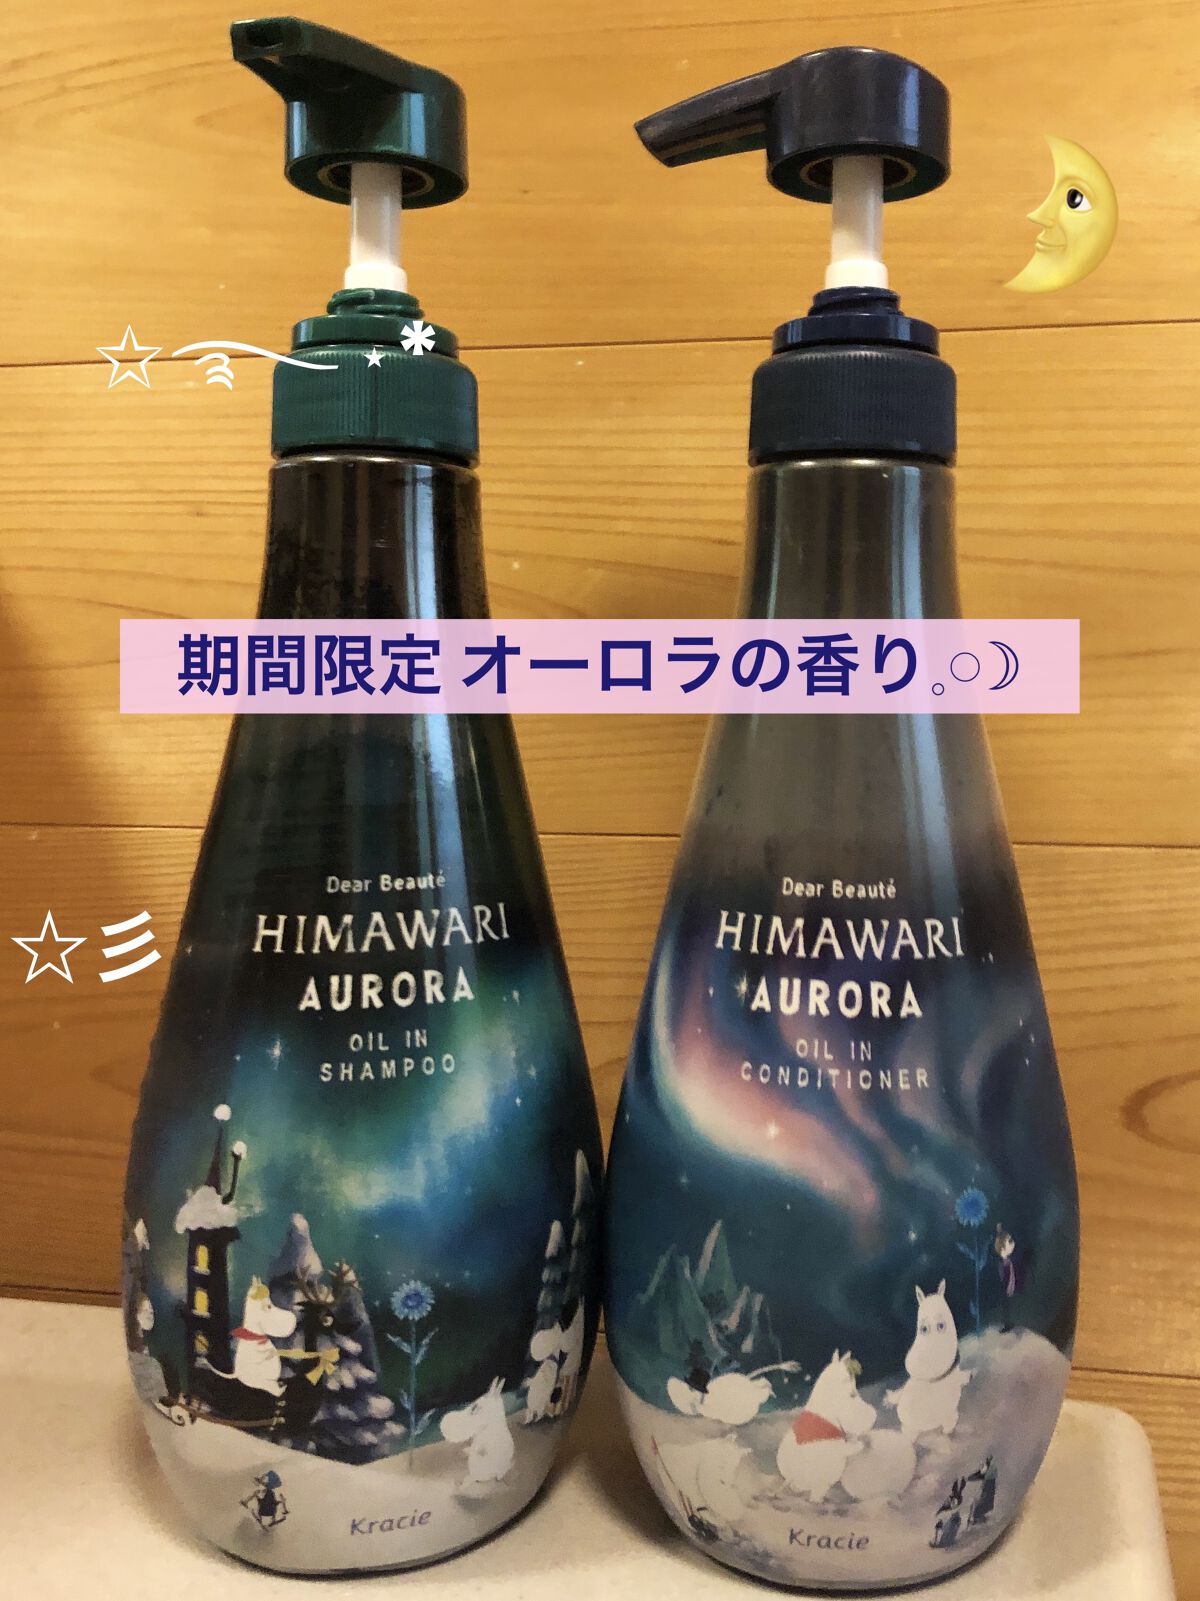 期間限定 オーロラの香り
Dear Beauté
HIMAWARI
AURORA
OIL IN
SHAMPOO
Kracie
Dear Beauté
HIMAWARI
AURORA
OIL IN
CONDITIONER
Kracie